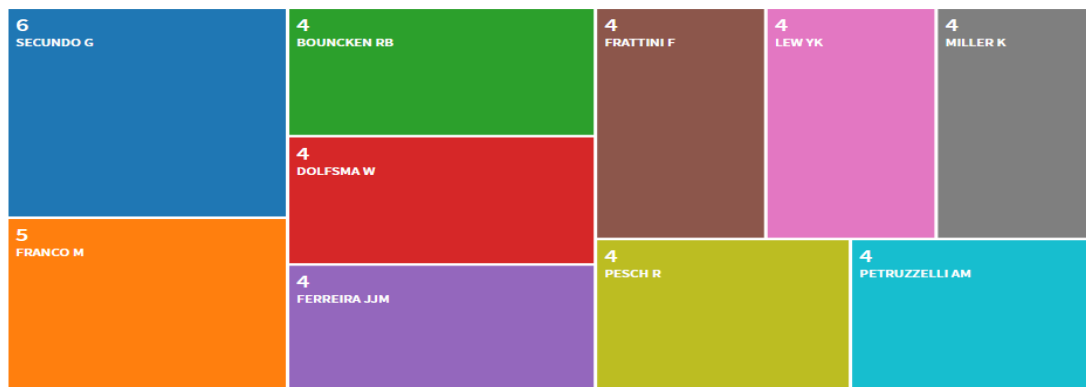 6
SECUNDO G
5
FRANCO M
4
BOUNCKEN RB
4
DOLFSMA W
4
FERREIRA JJM
4
FRATTINI F
4
LEW YK
4
MILLER K
4
PESCH R
4
PETRUZZELLI AM